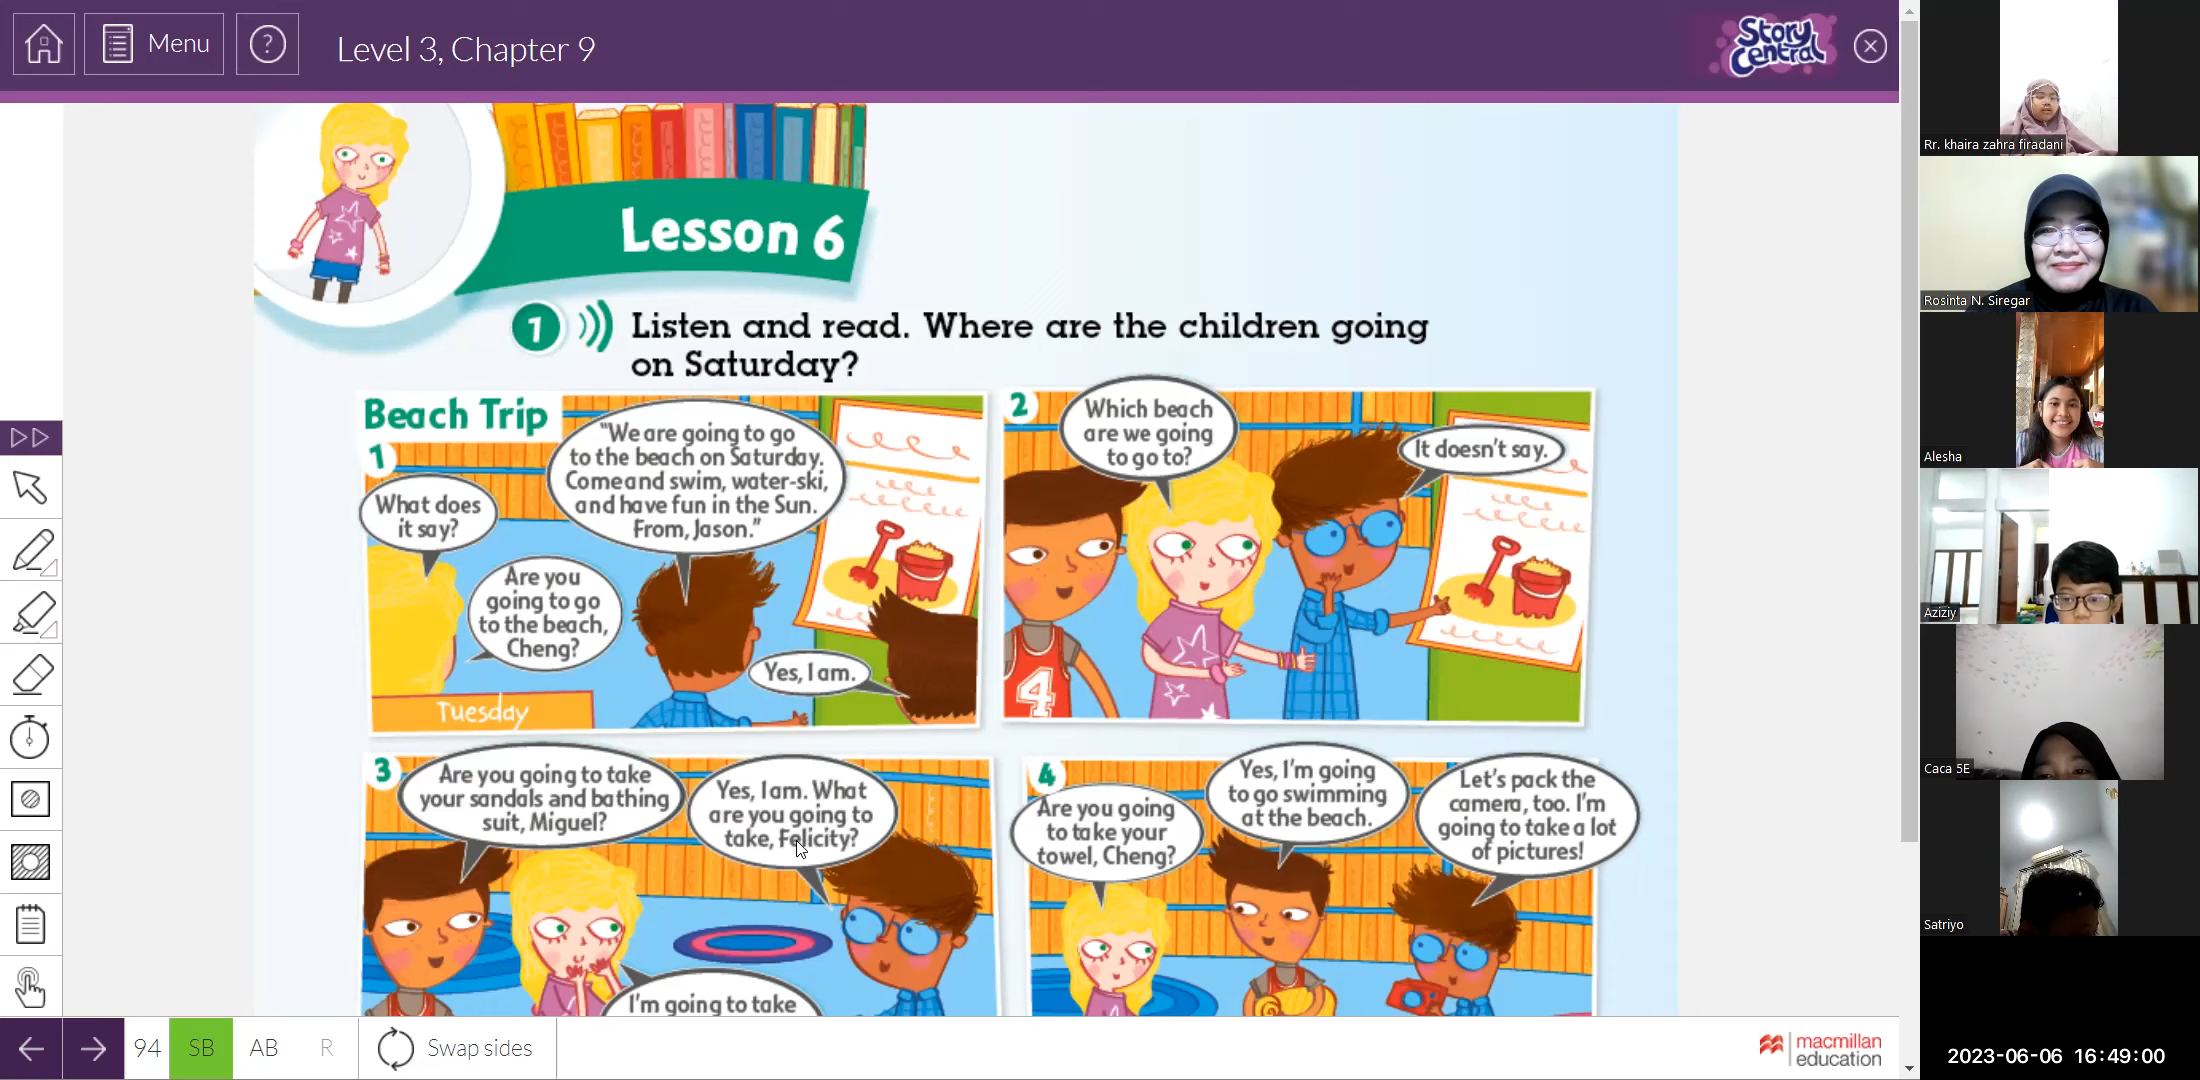 Menu
?
Level 3, Chapter 9
Story
Central
Lesson 6
1
Listen and read. Where are the children going
on Saturday?
Beach Trip
1
What does
it say?
"We are going to go
to the beach on Saturday.
Come and swim, water-ski,
and have fun in the Sun.
From, Jason."
Are you
going to go
to the beach,
Cheng?
Yes, I am.
Tuesday
2
Which beach
are we going
to go to?
It doesn't say.
4
3
Are you going to take
your sandals and bathing
suit, Miguel?
Yes, I am. What
are you going to
take, Felicity?
I'm going to take
4
Are you going
to take your
towel, Cheng?
Yes, I'm going
to go swimming
at the beach.
Let's pack the
camera, too. I'm
going to take a lot
of pictures!
94
SB
AB
R
Swap sides
macmillan
education
Rr. khaira zahra firadani
Rosinta N. Siregar
Alesha
Aziziy
Caca 5E
Satriyo
2023-06-06 16:49:00